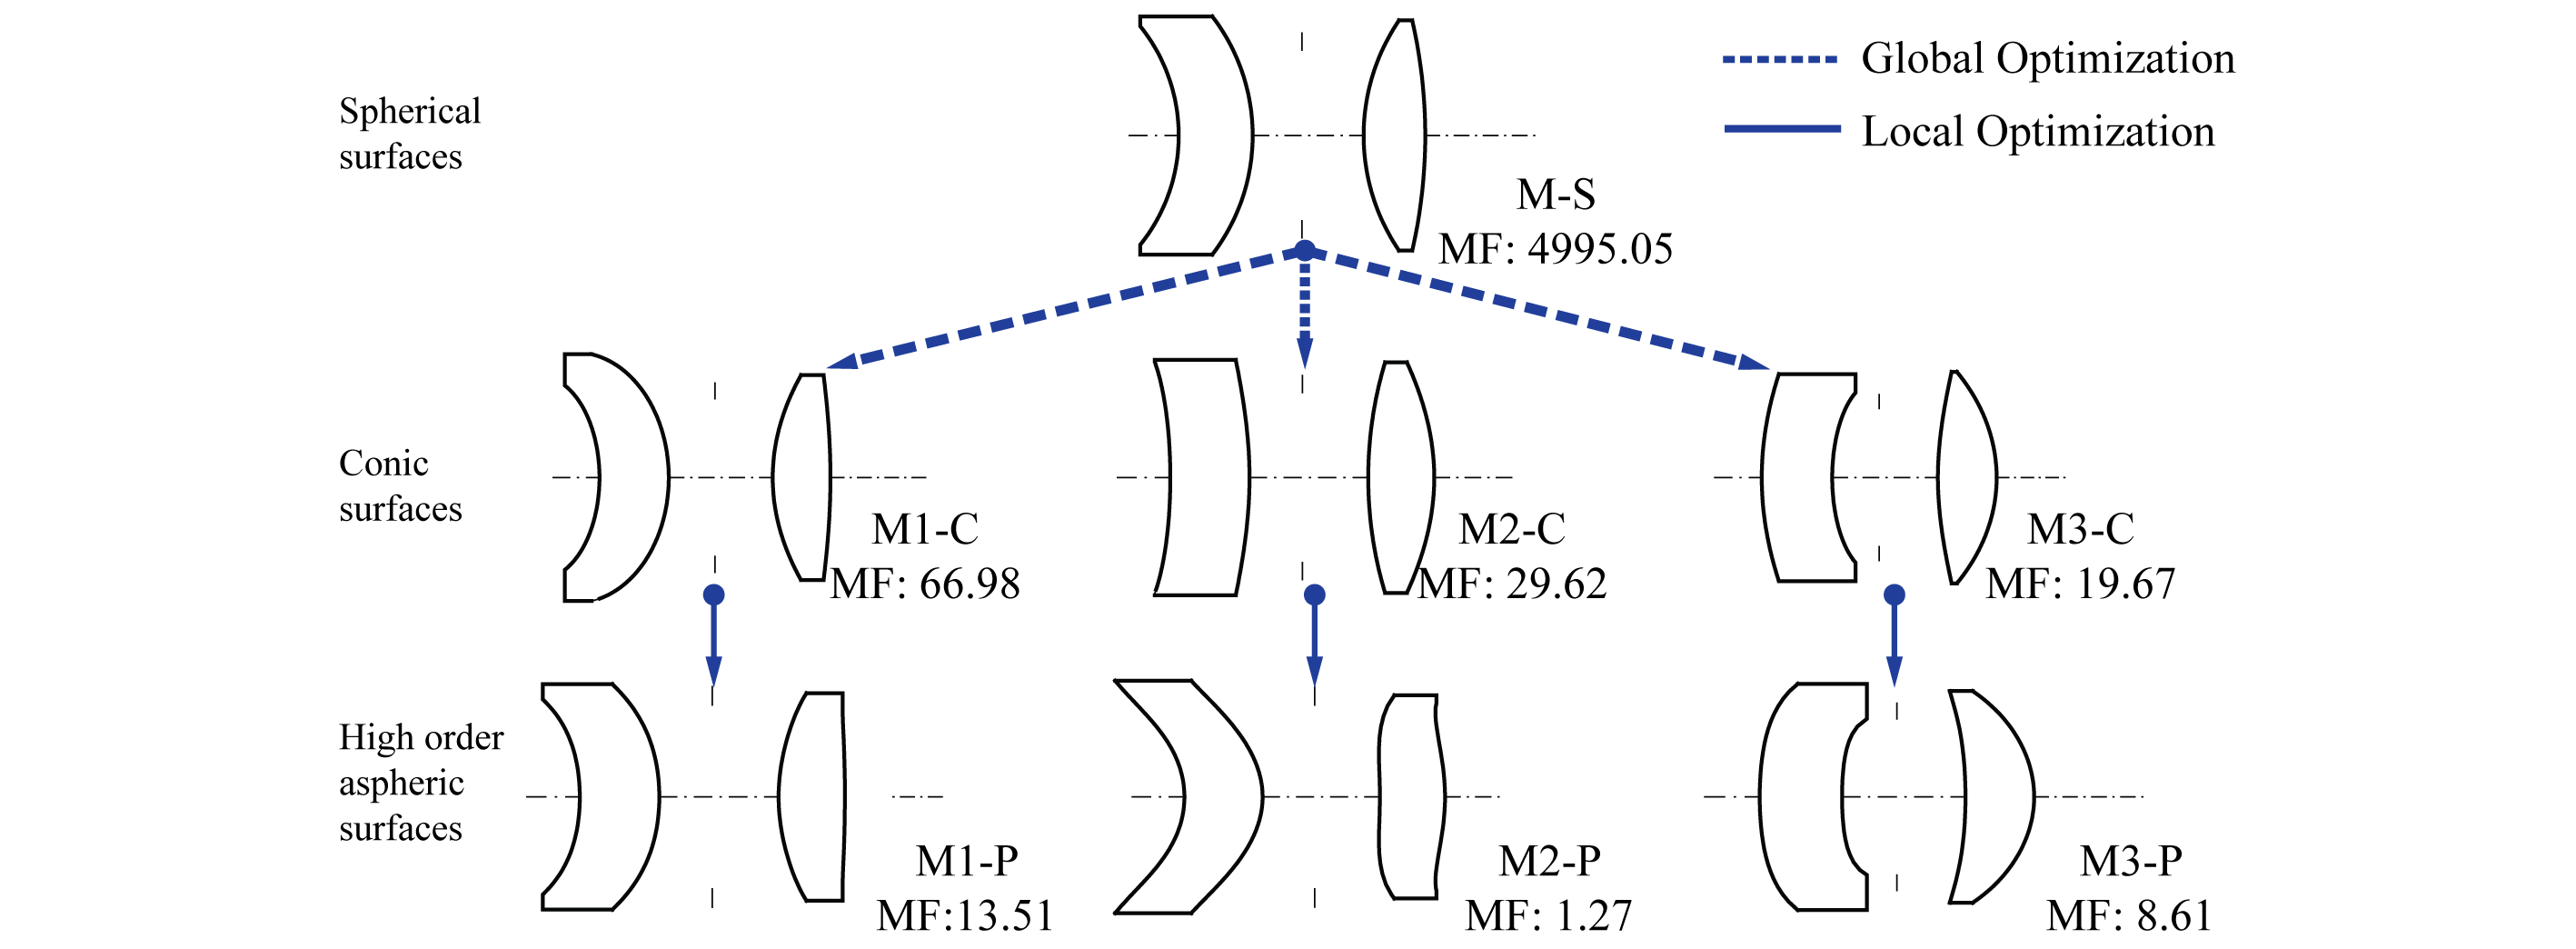 Global Optimization
Local Optimization
Spherical
surfaces
M-S
MF: 4995.05
Conic
surfaces
M1-C
MF: 66.98
M2-C
MF: 29.62
M3-C
MF: 19.67
High order
aspheric
surfaces
M1-P
MF:13.51
M2-P
MF: 1.27
M3-P
MF: 8.61